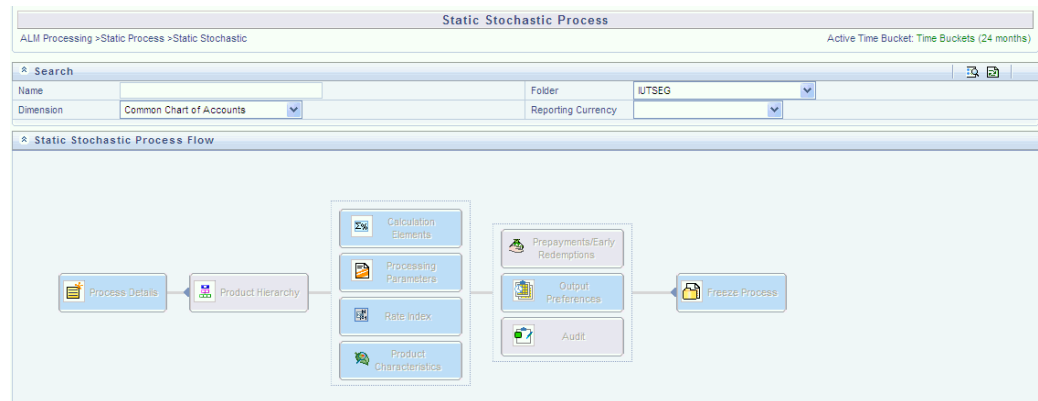 Static Stochastic Process
ALM Processing >Static Process >Static Stochastic
Active Time Bucket: Time Buckets (24 months)
Search
Name
Folder
IUTSEG
Dimension
Common Chart of Accounts
Reporting Currency
Static Stochastic Process Flow
Process Details
Product Hierarchy
Calculation
Elements
Processing
Parameters
Rate Index
Product
Characteristics
Prepayments/Early
Redemptions
Output
Preferences
Audit
Freeze Process